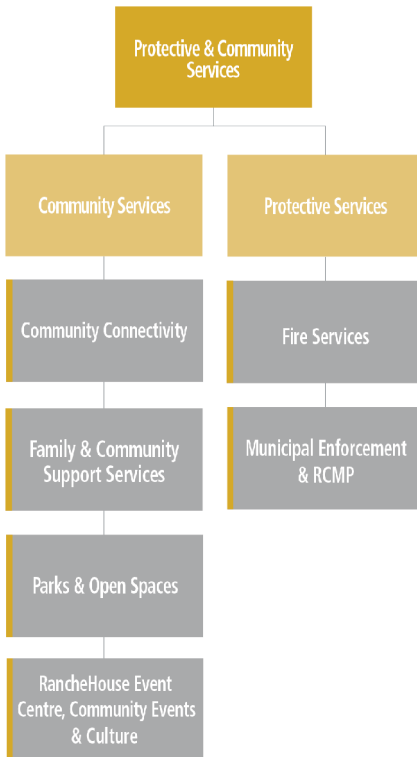 Protective & Community
Services
Community Services
Protective Services
Community Connectivity
Fire Services
Family & Community
Support Services
Municipal Enforcement
& RCMP
Parks & Open Spaces
RancheHouse Event
Centre, Community Events
& Culture